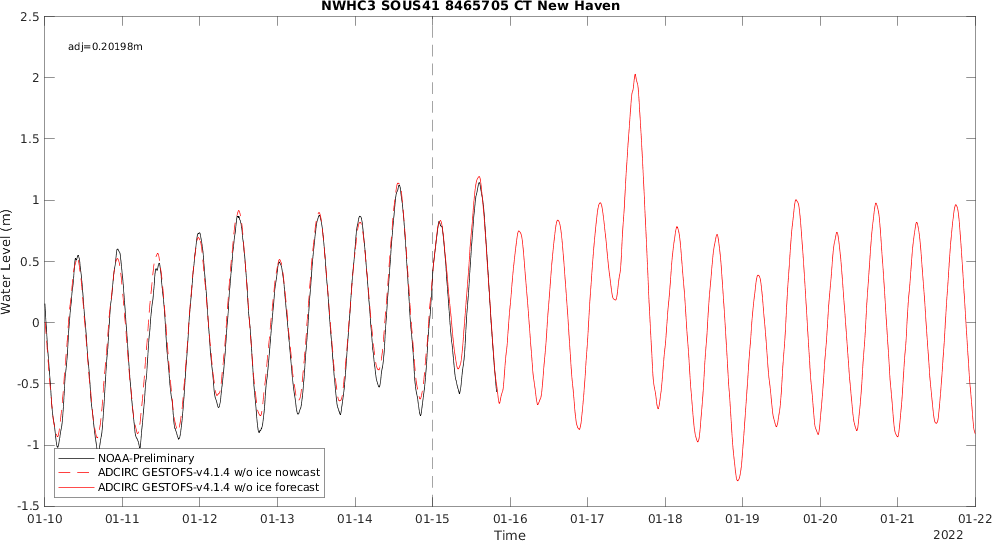 NWHC3 SOUS41 8465705 CT New Haven
adj=0.20198m
2.5
2
1.5
1
0.5
0
-0.5
-1
-1.5
Water Level (m)
NOAA-Preliminary
ADCIRC GESTOFS-v4.1.4 w/o ice nowcast
ADCIRC GESTOFS-v4.1.4 w/o ice forecast
01-10 01-11 01-12 01-13 01-14 01-15 01-16 01-17 01-18 01-19 01-20 01-21 01-22
Time
2022